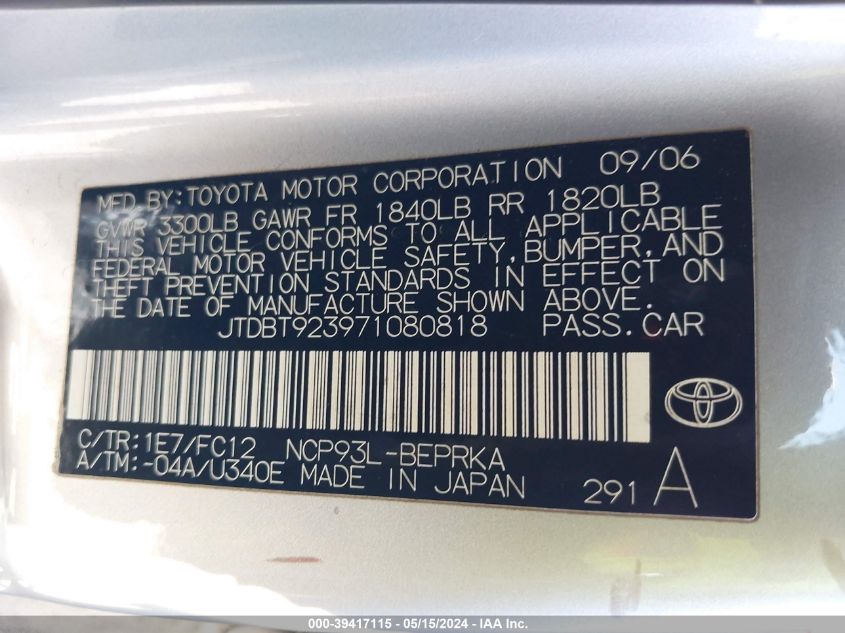 MFD BY: TOYOTA MOTOR CORPORATION 09/06
GVWR 3300LB GAWR FR 1840LB RR 1820LB
THIS VEHICLE CONFORMS TO ALL APPLICABLE
FEDERAL MOTOR VEHICLE SAFETY, BUMPER, AND
THEFT PREVENTION STANDARDS IN EFFECT ON
THE DATE OF MANUFACTURE SHOWN ABOVE.
JTDBT923971080818 PASS.CAR
C/TR:1E7/FC12 NCP93L-BEPRKA
A/TM:-04A/U340E MADE IN JAPAN 291 A
000-39417115 - 05/15/2024 - IAA Inc.